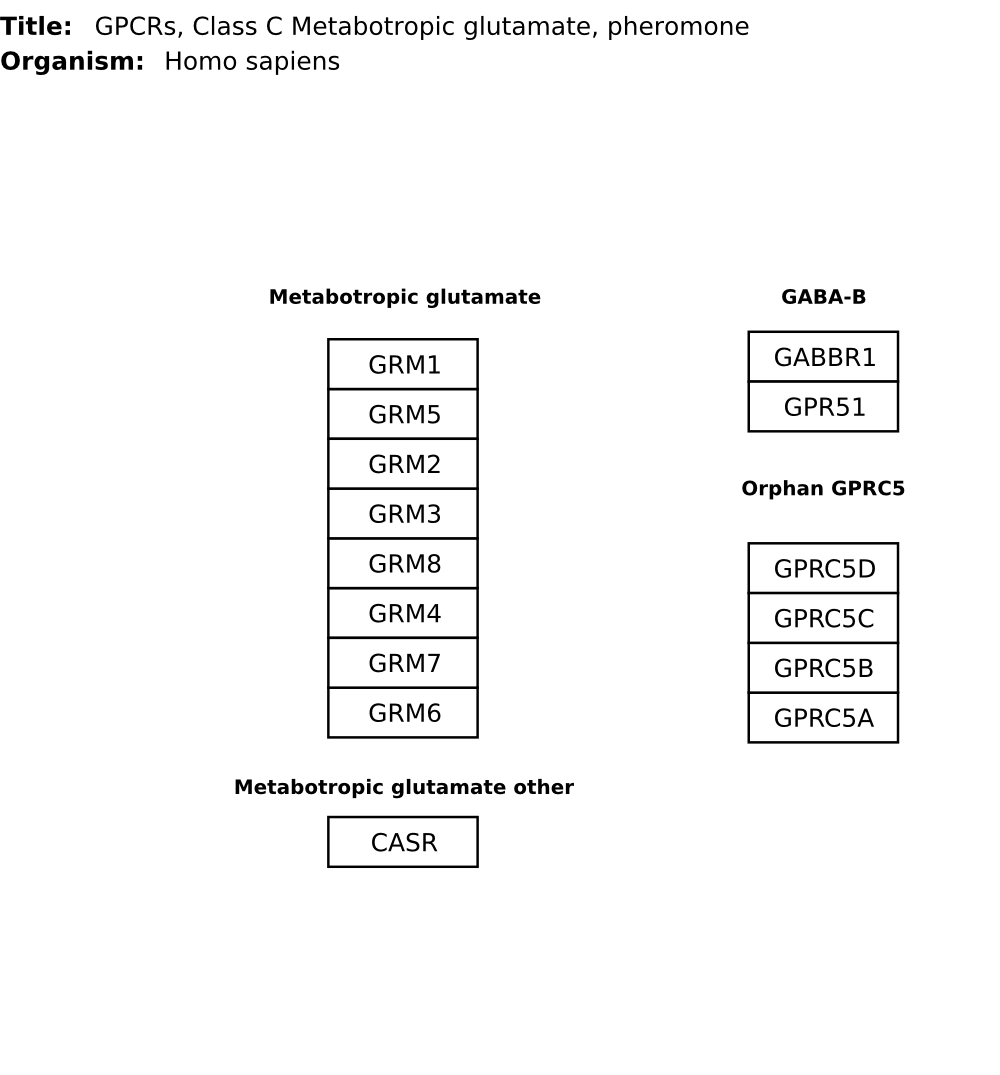 Title: GPCRs, Class C Metabotropic glutamate, pheromone
Organism: Homo sapiens
Metabotropic glutamate
GRM1
GRM5
GRM2
GRM3
GRM8
GRM4
GRM7
GRM6
Metabotropic glutamate other
CASR
GABA-B
GABBR1
GPR51
Orphan GPRC5
GPRC5D
GPRC5C
GPRC5B
GPRC5A